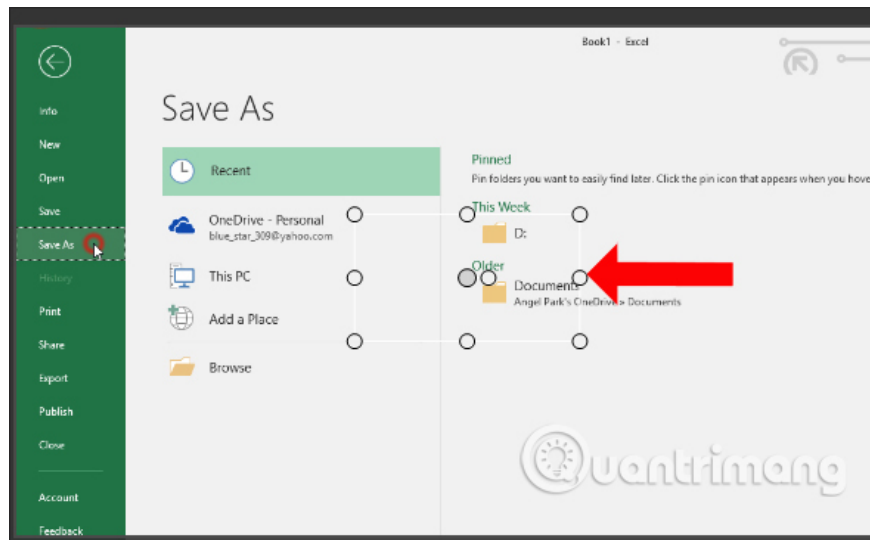 Book1 - Excel
Info
New
Open
Save
Save As
History
Print
Share
Export
Publish
Close
Account
Feedback
Save As
Recent
OneDrive - Personal
blue_star_309@yahoo.com
This PC
Add a Place
Browse
Pinned
Pin folders you want to easily find later. Click the pin icon that appears when you hove
This Week
D:
Older
Documents
Angel Park's OneDrive » Documents
Quantrimang